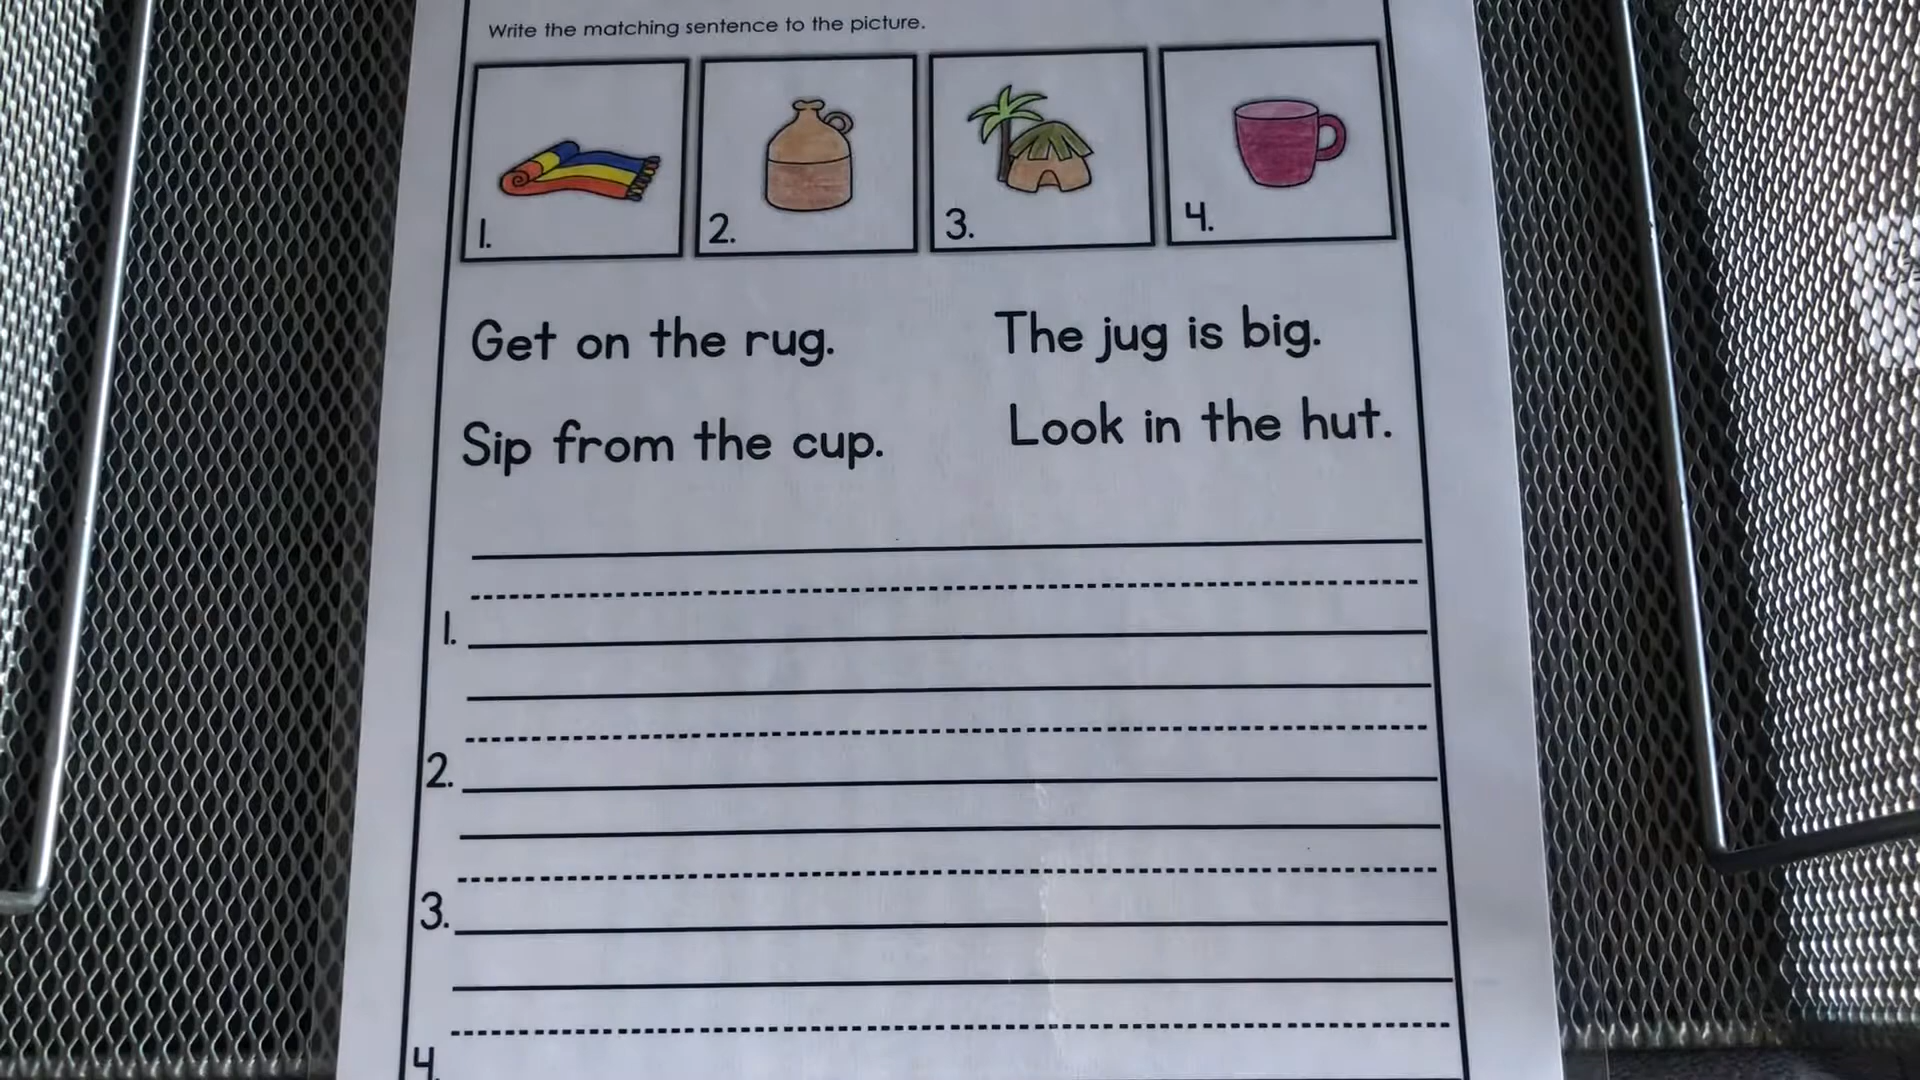 Write the matching sentence to the picture.
1. 2. 3. 4.
Get on the rug. The jug is big.
Sip from the cup. Look in the hut.
1.
2.
3.
4.